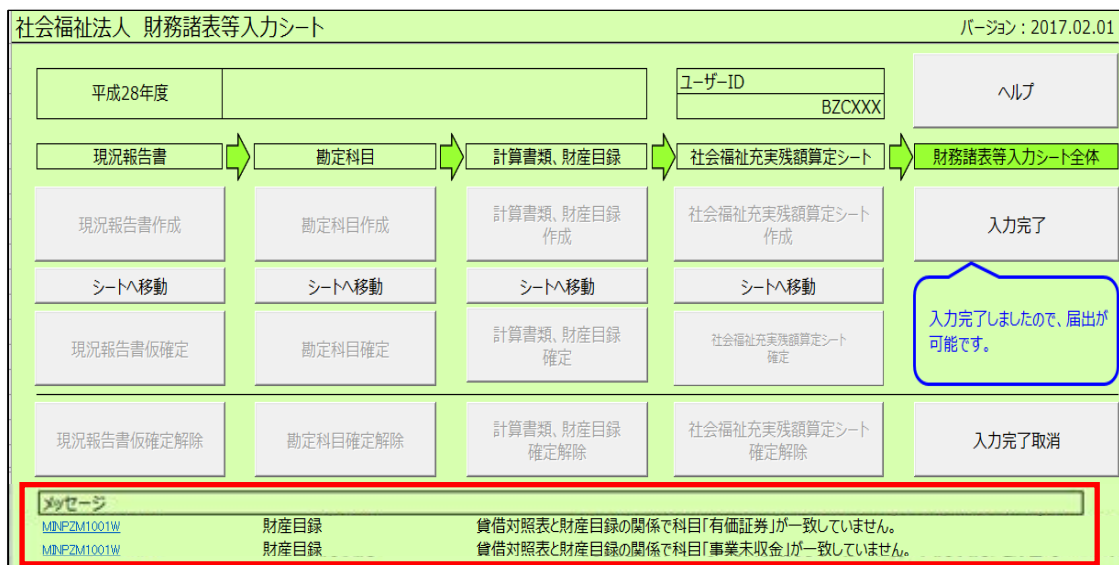 社会福祉法人 財務諸表等入力シート
バージョン：2017.02.01
平成28年度
ユーザーID
BZCXXX
ヘルプ
現況報告書
勘定科目
計算書類、財産目録
社会福祉充実残額算定シート
財務諸表等入力シート全体
現況報告書作成
勘定科目作成
計算書類、財産目録
作成
社会福祉充実残額算定シート
作成
入力完了
シートへ移動
シートへ移動
シートへ移動
シートへ移動
入力完了しましたので、届出が
可能です。
現況報告書仮確定
勘定科目確定
計算書類、財産目録
確定
社会福祉充実残額算定シート
確定
現況報告書仮確定解除
勘定科目確定解除
計算書類、財産目録
確定解除
社会福祉充実残額算定シート
確定解除
入力完了取消
メッセージ
MINPZM1001W 財産目録 貸借対照表と財産目録の関係で科目「有価証券」が一致していません。
MINPZM1001W 財産目録 貸借対照表と財産目録の関係で科目「事業未収金」が一致していません。